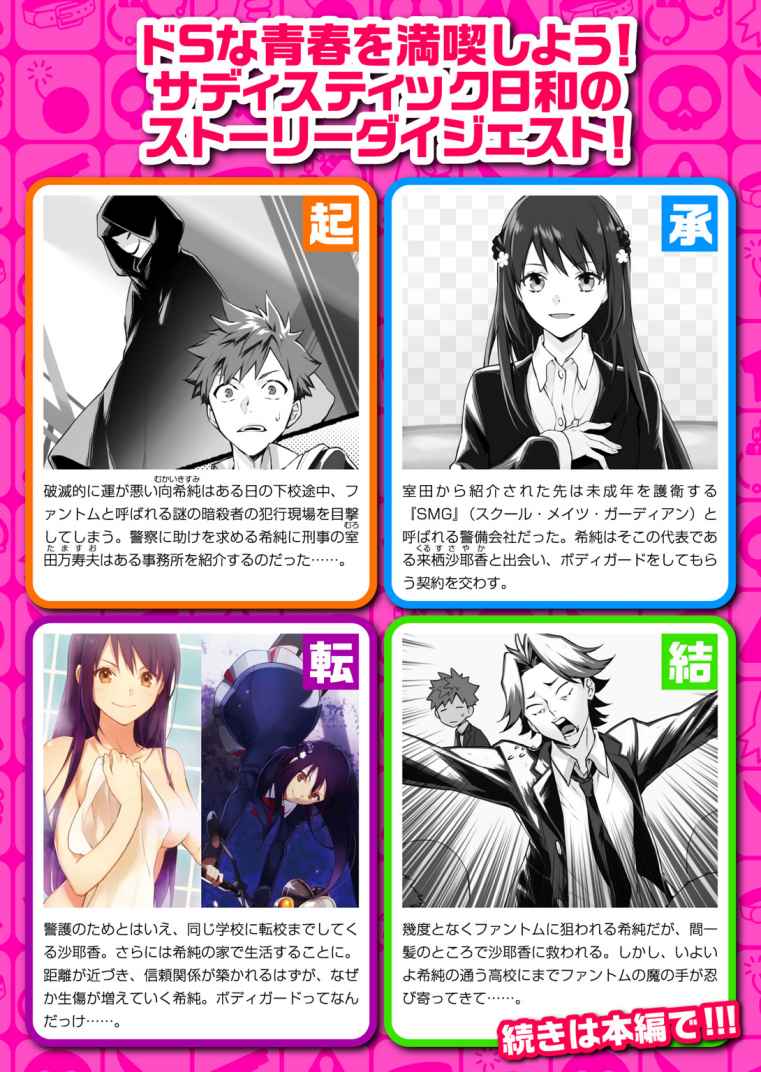 ドSな青春を満喫しよう！
サディスティック日和の
ストーリーダイジェスト！
起
むかいきすみ
破滅的に運が悪い向希純はある日の下校途中、フ
ァントムと呼ばれる謎の暗殺者の犯行現場を目撃
してしまう。警察に助けを求める希純に刑事の室
むろ
田万寿夫はある事務所を紹介するのだった……。
たますお
承
室田から紹介された先は未成年を護衛する
『SMG』（スクール・メイツ・ガーディアン）と
呼ばれる警備会社だった。希純はそこの代表であ
くるすさやか
る来栖沙耶香と出会い、ボディガードをしてもら
う契約を交わす。
転
警護のためとはいえ、同じ学校に転校までしてく
る沙耶香。さらには希純の家で生活することに。
距離が近づき、信頼関係が築かれるはずが、なぜ
か生傷が増えていく希純。ボディガードってなん
だっけ……。
結
幾度となくファントムに狙われる希純だが、間一
髪のところで沙耶香に救われる。しかし、いよい
よ希純の通う高校にまでファントムの魔の手が忍
び寄ってきて……。
続きは本編で!!!